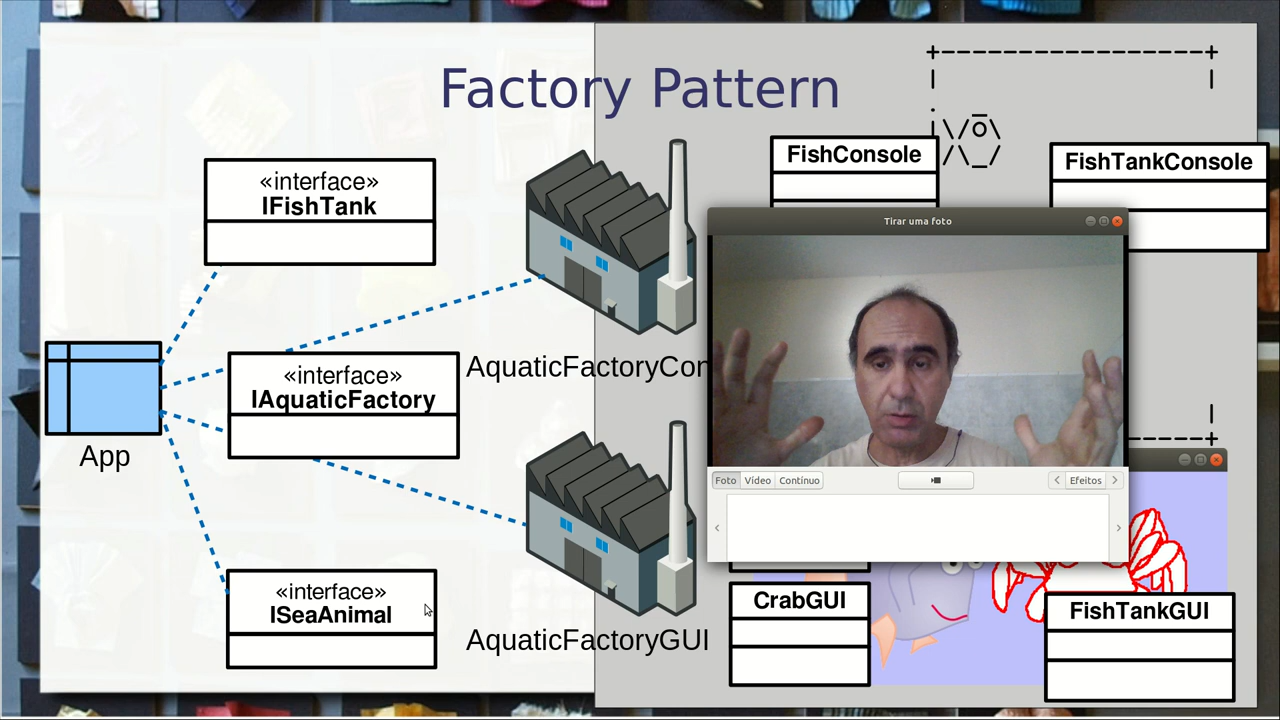 Factory Pattern
«interface»
IFishTank
FishConsole
FishTankConsole
Tirar uma foto
«interface»
IAquaticFactory
AquaticFactoryCon
App
Foto
Vídeo
Contínuo
Efeitos
«interface»
ISeaAnimal
AquaticFactoryGUI
CrabGUI
FishTankGUI